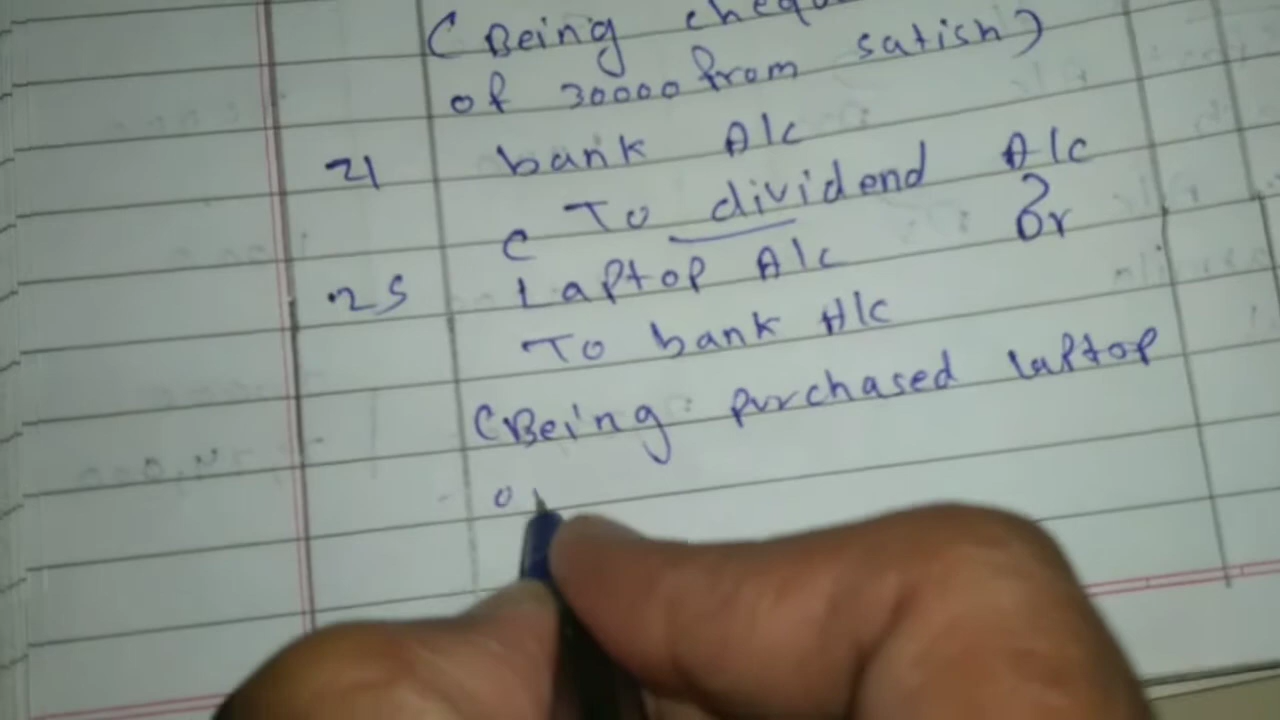 (Being
of 30000 from satish)
21 bank A/c
To dividend A/c
(
25 Laptop A/c Dr
To bank A/c
(Being purchased laptop